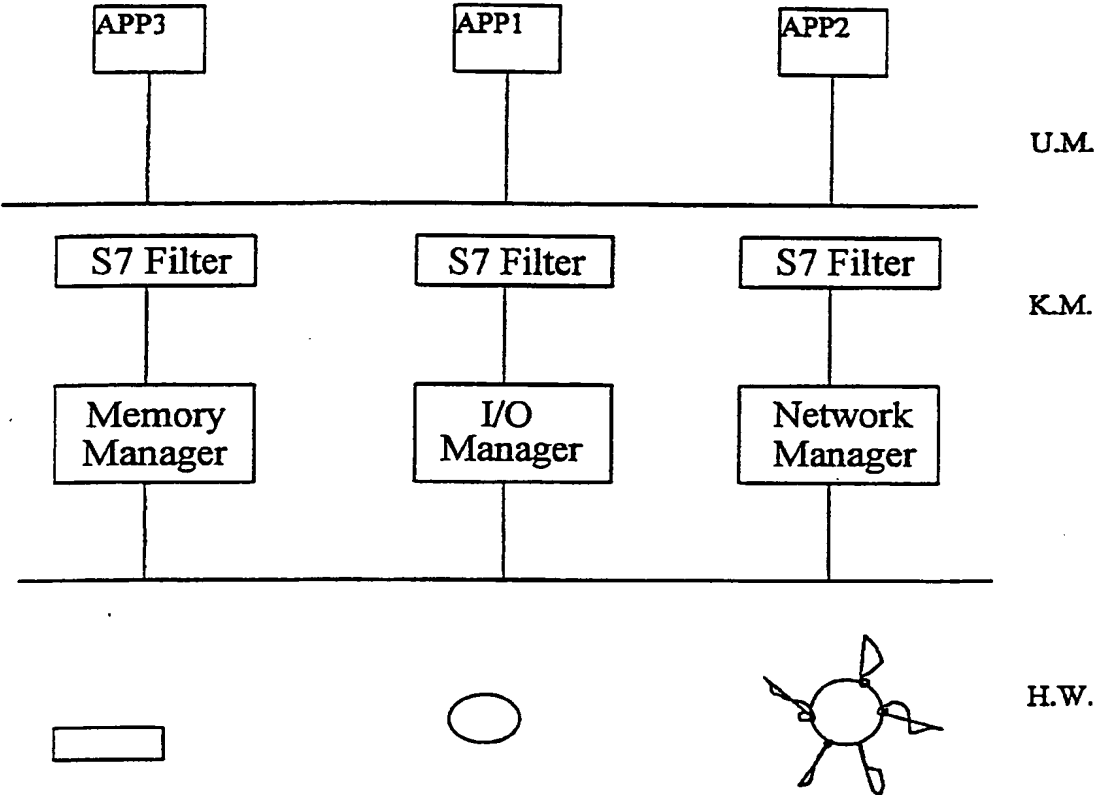 APP3
APP1
APP2
U.M.
S7 Filter
S7 Filter
S7 Filter
K.M.
Memory
Manager
I/O
Manager
Network
Manager
H.W.